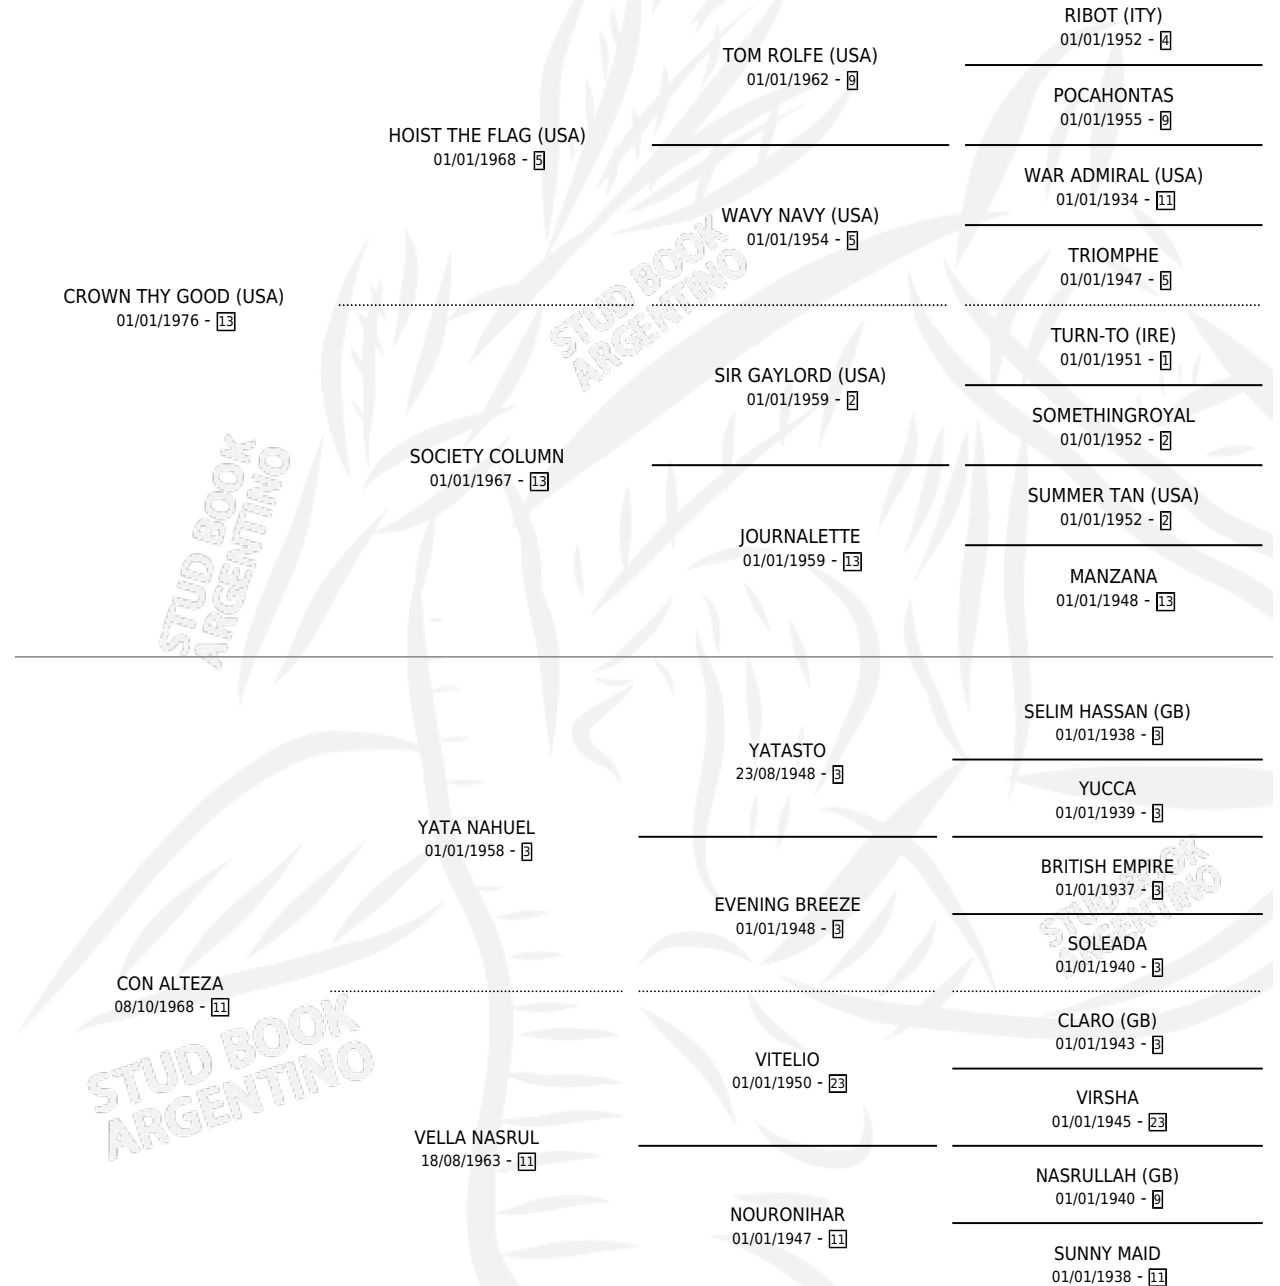 RIBOT (ITY)
01/01/1952 - 4
TOM ROLFE (USA)
01/01/1962 - 9
POCAHONTAS
01/01/1955 - 9
HOIST THE FLAG (USA)
01/01/1968 - 5
WAR ADMIRAL (USA)
01/01/1934 - 11
WAVY NAVY (USA)
01/01/1954 - 5
TRIOMPHE
01/01/1947 - 5
CROWN THY GOOD (USA)
01/01/1976 - 13
TURN-TO (IRE)
01/01/1951 - 1
SIR GAYLORD (USA)
01/01/1959 - 2
SOMETHINGROYAL
01/01/1952 - 2
SOCIETY COLUMN
01/01/1967 - 13
SUMMER TAN (USA)
01/01/1952 - 2
JOURNALETTE
01/01/1959 - 13
MANZANA
01/01/1948 - 13
SELIM HASSAN (GB)
01/01/1938 - 3
YATASTO
23/08/1948 - 3
YUCCA
01/01/1939 - 3
YATA NAHUEL
01/01/1958 - 3
BRITISH EMPIRE
01/01/1937 - 3
EVENING BREEZE
01/01/1948 - 3
SOLEADA
01/01/1940 - 3
CON ALTEZA
08/10/1968 - 11
CLARO (GB)
01/01/1943 - 3
VITELIO
01/01/1950 - 23
VIRSHA
01/01/1945 - 23
VELLA NASRUL
18/08/1963 - 11
NASRULLAH (GB)
01/01/1940 - 9
NOURONIHAR
01/01/1947 - 11
SUNNY MAID
01/01/1938 - 11
STUD BOOK
ARGENTINO
STUD BOOK
ARGENTINO
STUD BOOK
ARGENTINO
STUD BOOK
ARGENTINO